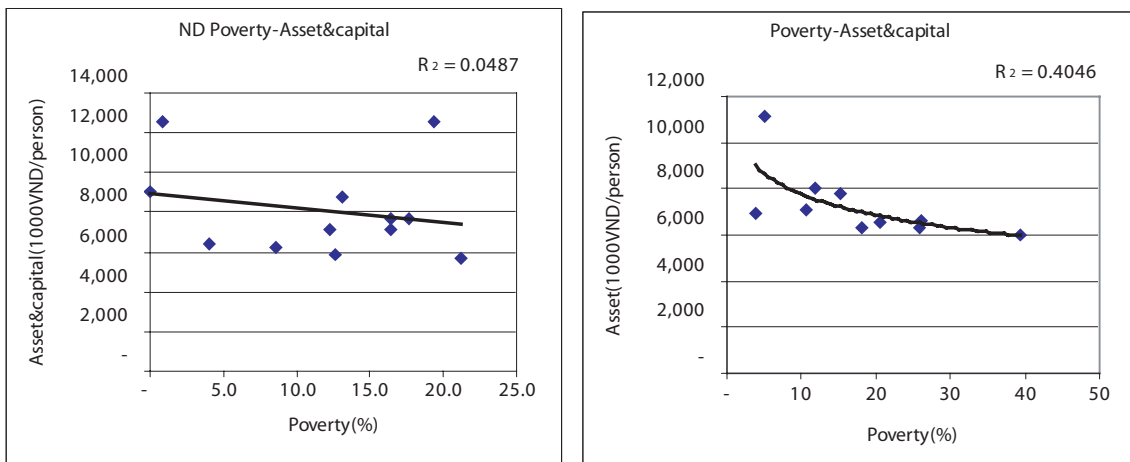 ND Poverty-Asset&capital
R 2 = 0.0487
Asset&capital(1000VND/person)
14,000
12,000
10,000
8,000
6,000
4,000
2,000
-
- 5.0 10.0 15.0 20.0 25.0
Poverty(%)
Poverty-Asset&capital
R 2 = 0.4046
Asset(1000VND/person)
12,000
10,000
8,000
6,000
4,000
2,000
-
- 10 20 30 40 50
Poverty(%)